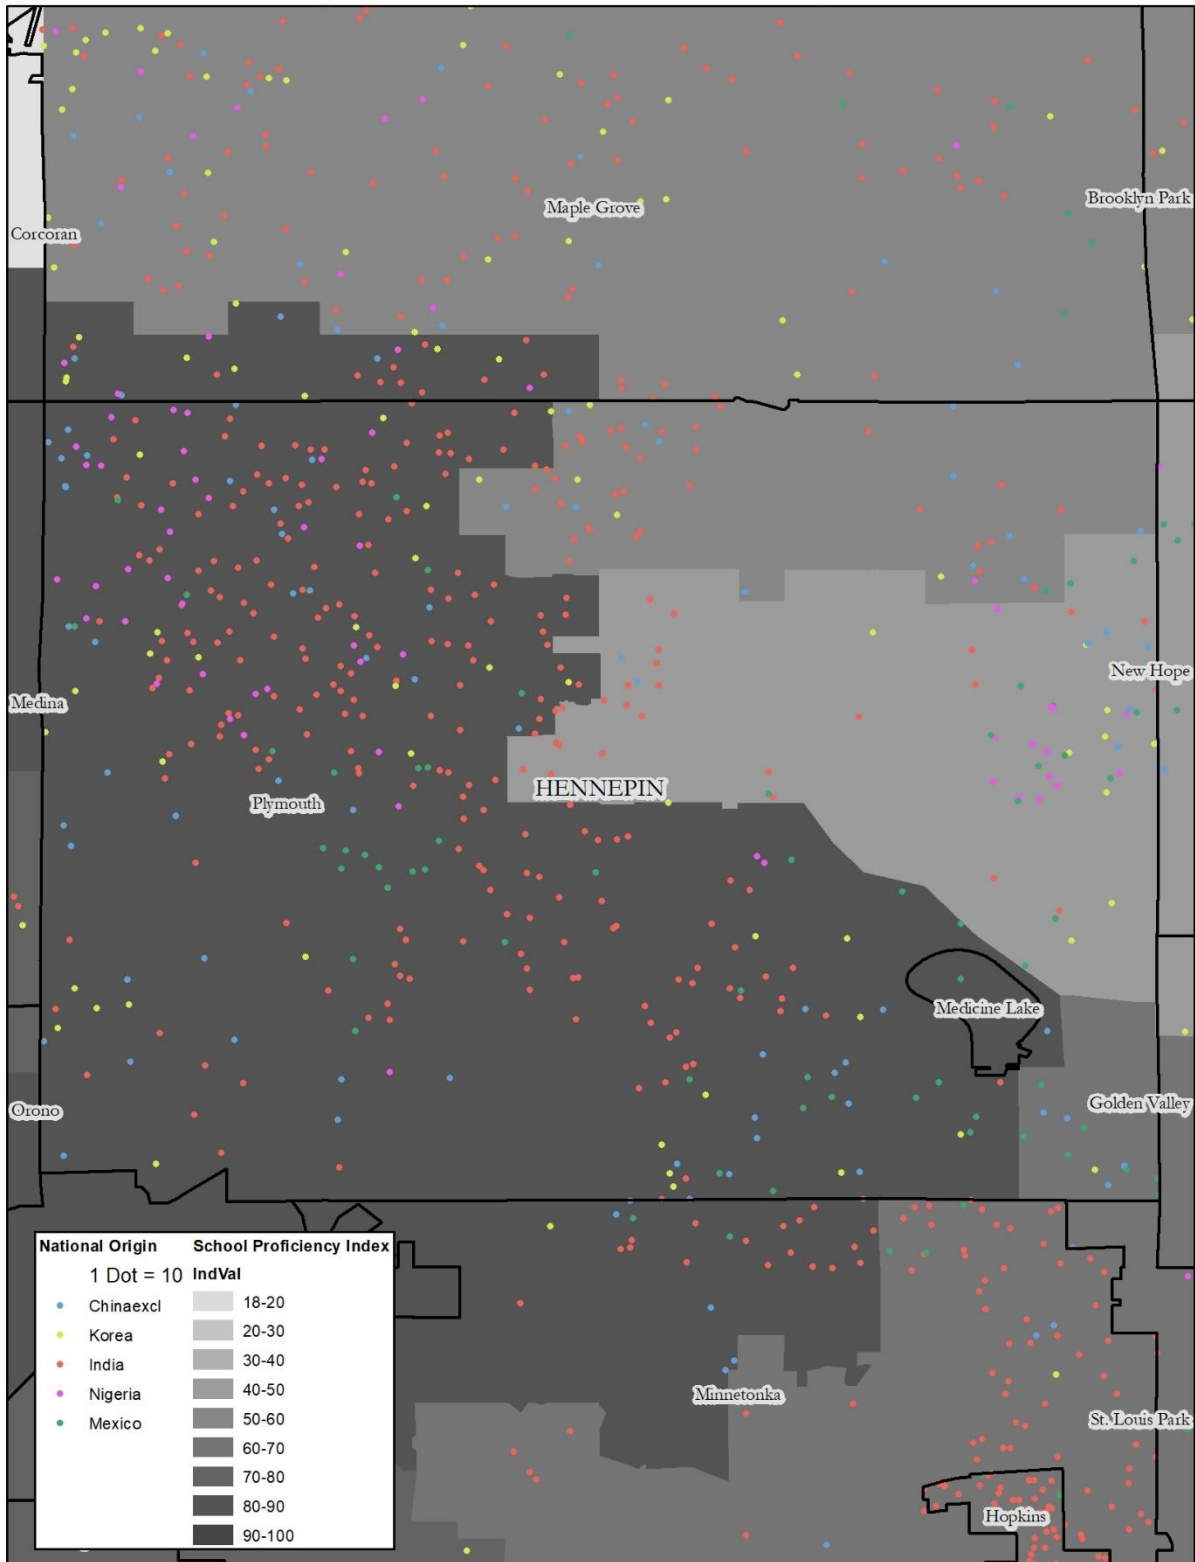 Maple Grove
Brooklyn Park
Corcoran
New Hope
Medina
HENNEPIN
Plymouth
Medicine Lake
Orono
Golden Valley
National Origin
1 Dot = 10
Chinaexcl
Korea
India
Nigeria
Mexico
School Proficiency Index
IndVal
18-20
20-30
30-40
40-50
50-60
60-70
70-80
80-90
90-100
Minnetonka
St. Louis Park
Hopkins